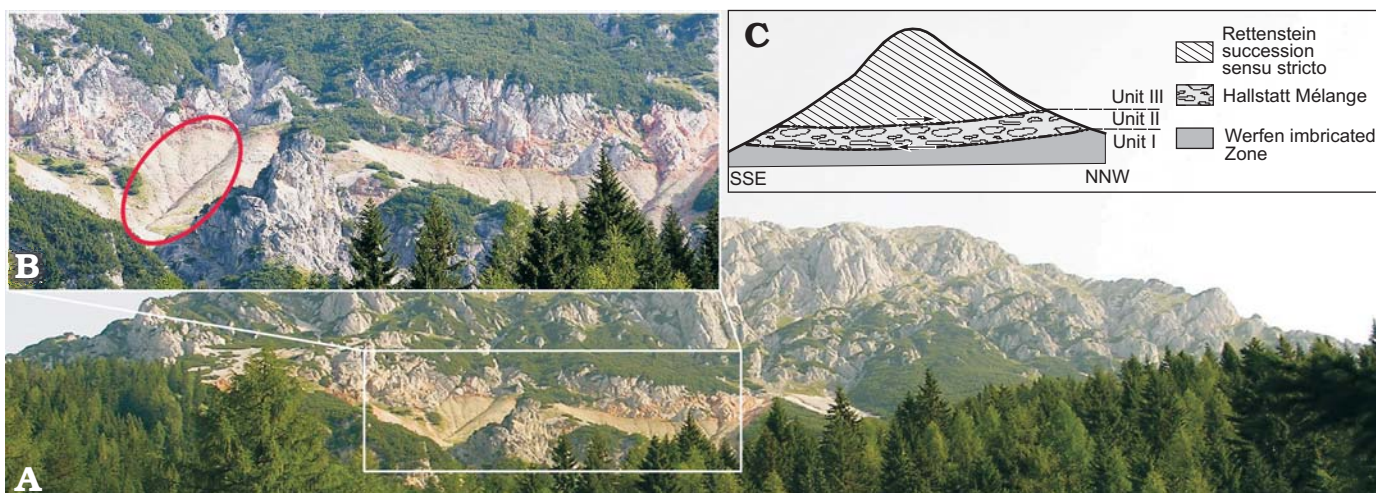 B
A
C
Rettenstein
succession
sensu stricto
Unit III
Hallstatt Mélange
Unit II
Unit I
Werfen imbricated
Zone
SSE
NNW